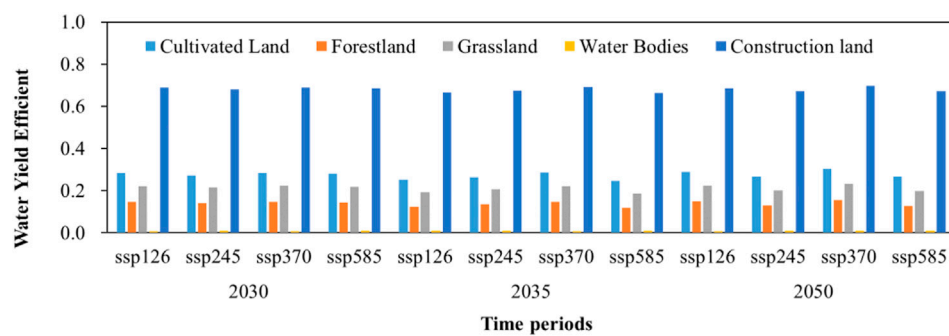 1.0
Cultivated Land Forestland Grassland Water Bodies Construction land
0.8
0.6
0.4
0.2
0.0
Water Yield Efficient
ssp126 ssp245 ssp370 ssp585 ssp126 ssp245 ssp370 ssp585 ssp126 ssp245 ssp370 ssp585
2030 2035 2050
Time periods